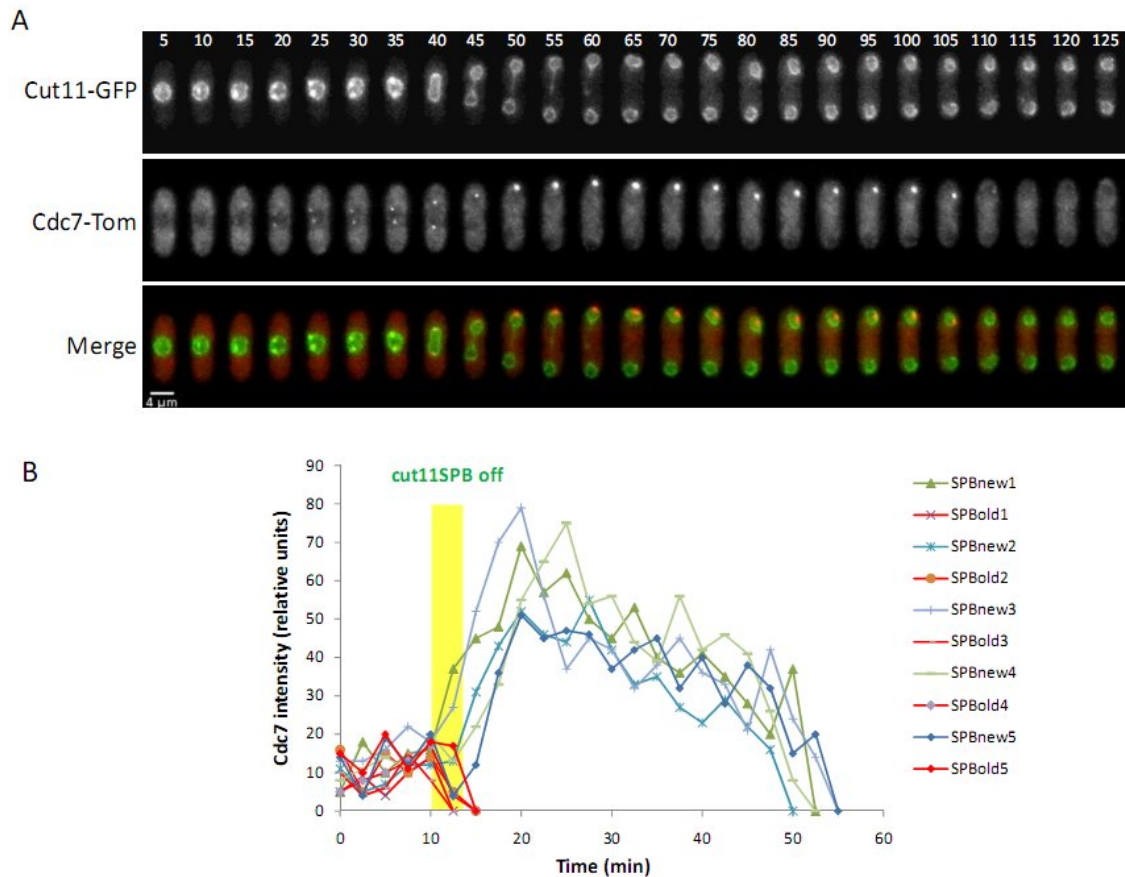 A
5 10 15 20 25 30 35 40 45 50 55 60 65 70 75 80 85 90 95 100 105 110 115 120 125
Cut11-GFP
Cdc7-Tom
Merge
4 µm
B
cut11SPB off
90
80
70
60
50
40
30
20
10
0
Cdc7 intensity (relative units)
0 10 20 30 40 50 60
Time (min)
SPBnew1
SPBold1
SPBnew2
SPBold2
SPBnew3
SPBold3
SPBnew4
SPBold4
SPBnew5
SPBold5